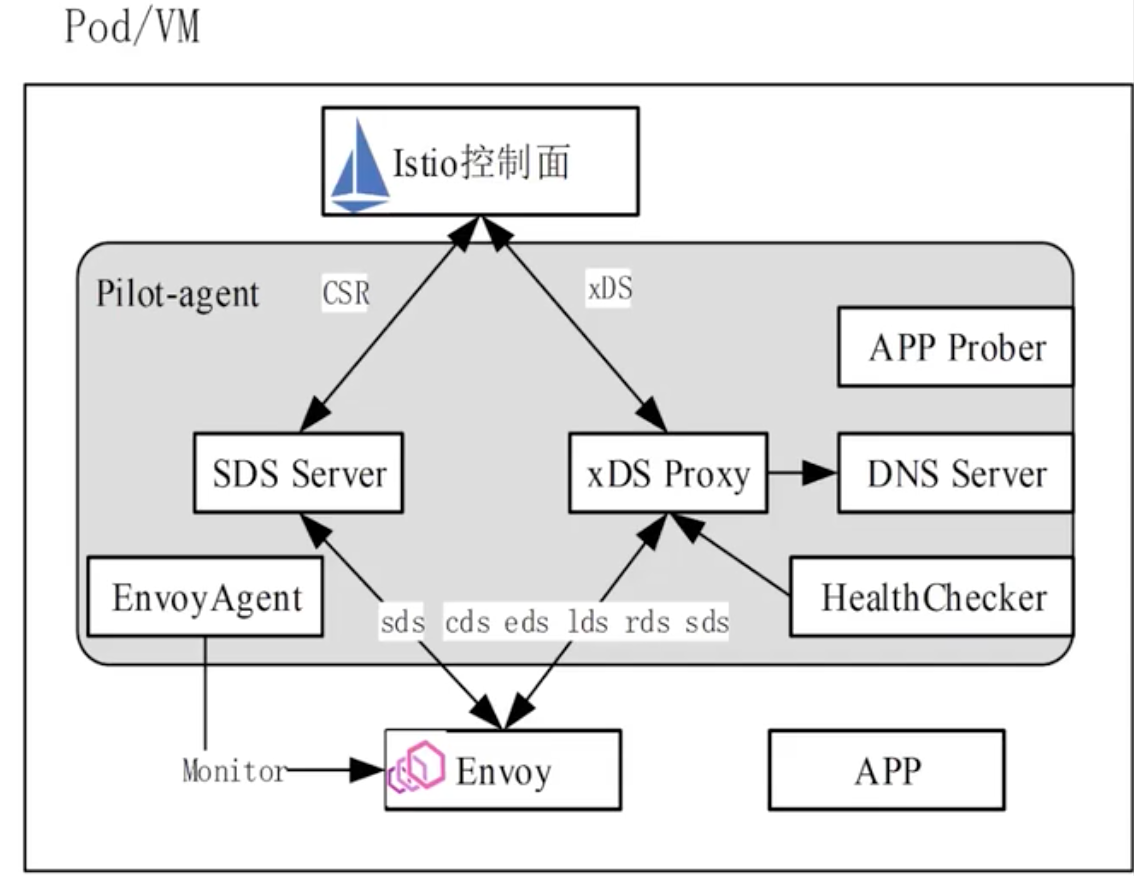 Pod/VM
Istio控制面
Pilot-agent
CSR
xDS
APP Prober
SDS Server
xDS Proxy
DNS Server
EnvoyAgent
HealthChecker
sds
cds eds lds rds sds
Monitor
Envoy
APP